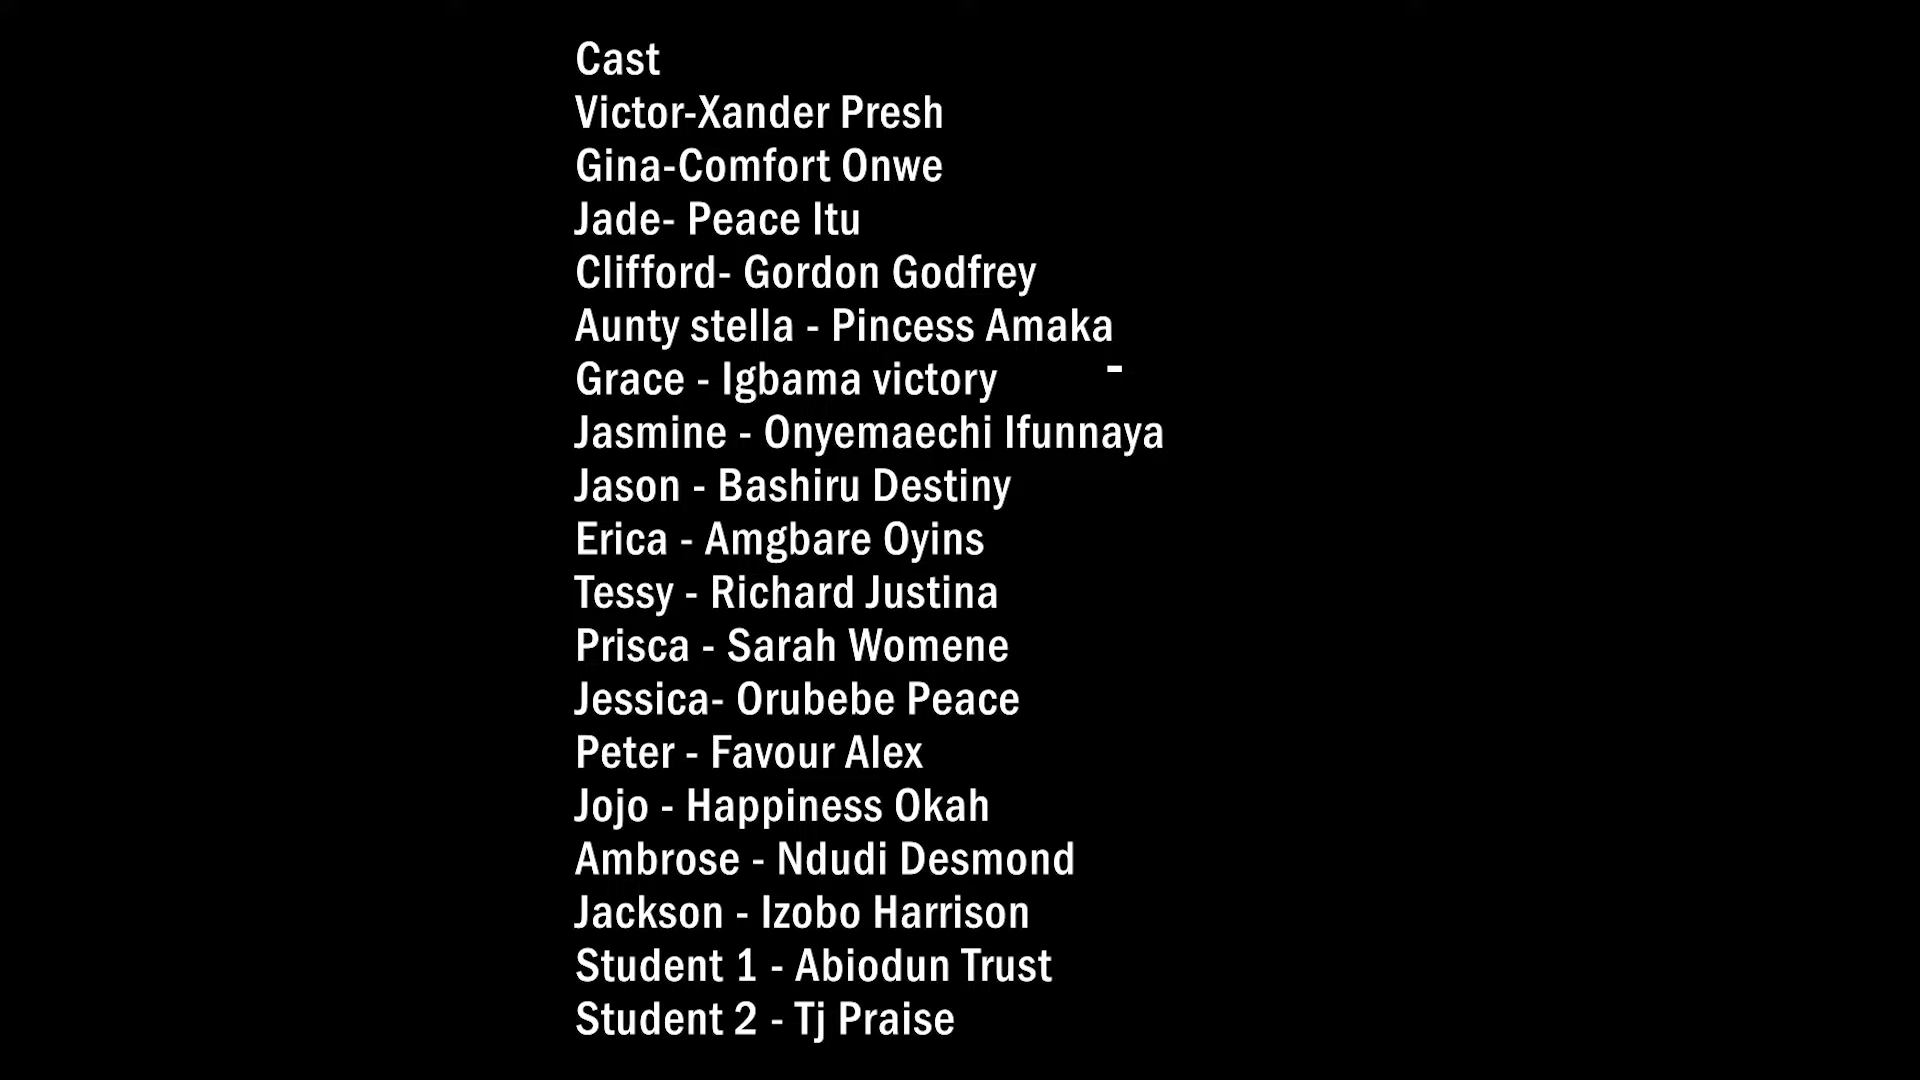 Cast
Victor-Xander Presh
Gina-Comfort Onwe
Jade- Peace Itu
Clifford- Gordon Godfrey
Aunty stella - Pincess Amaka
Grace - Igbama victory -
Jasmine - Onyemaechi Ifunnaya
Jason - Bashiru Destiny
Erica - Amgbare Oyins
Tessy - Richard Justina
Prisca - Sarah Womene
Jessica- Orubebe Peace
Peter - Favour Alex
Jojo - Happiness Okah
Ambrose - Ndudi Desmond
Jackson - Izobo Harrison
Student 1 - Abiodun Trust
Student 2 - Tj Praise